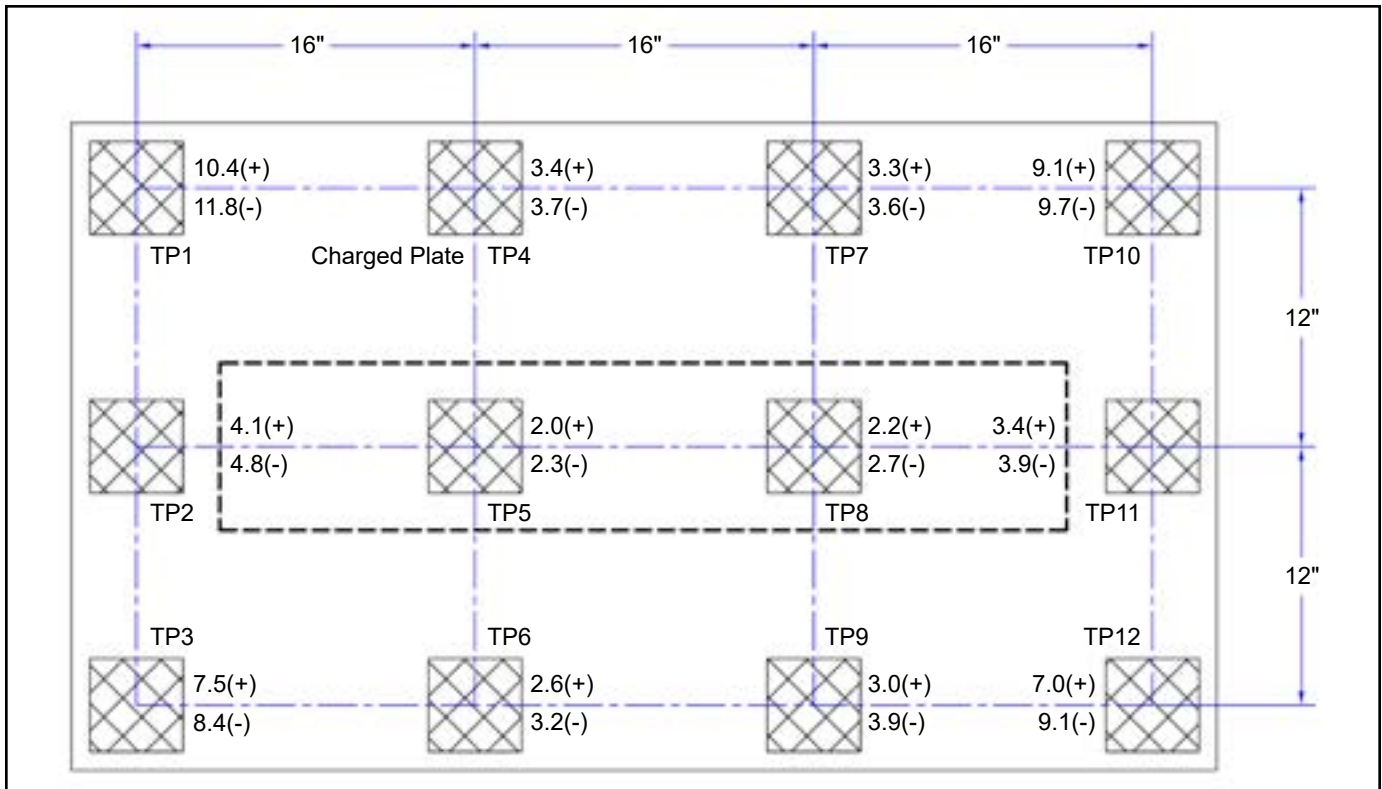 16" 16" 16"
10.4(+) 3.4(+) 3.3(+) 9.1(+)
11.8(-) 3.7(-) 3.6(-) 9.7(-)
TP1 Charged Plate TP4 TP7 TP10
12"
4.1(+) 2.0(+) 2.2(+) 3.4(+)
4.8(-) 2.3(-) 2.7(-) 3.9(-)
TP2 TP5 TP8 TP11
12"
TP3 TP6 TP9 TP12
7.5(+) 2.6(+) 3.0(+) 7.0(+)
8.4(-) 3.2(-) 3.9(-) 9.1(-)